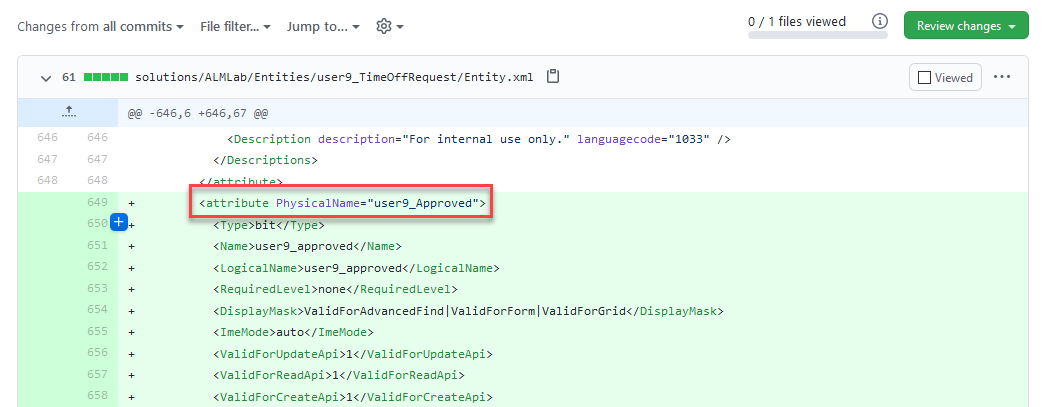 Changes from all commits File filter... Jump to... 0 / 1 files viewed Review changes
61 solutions/ALMLab/Entities/user9_TimeOffRequest/Entity.xml Viewed ...
@@ -646,6 +646,67 @@
646 646 <Description description="For internal use only." languagecode="1033" />
647 647 </Descriptions>
648 648 </attribute>
649 + <attribute PhysicalName="user9_Approved">
650 + <Type>bit</Type>
651 + <Name>user9_approved</Name>
652 + <LogicalName>user9_approved</LogicalName>
653 + <RequiredLevel>none</RequiredLevel>
654 + <DisplayMask>ValidForAdvancedFind|ValidForForm|ValidForGrid</DisplayMask>
655 + <ImeMode>auto</ImeMode>
656 + <ValidForUpdateApi>1</ValidForUpdateApi>
657 + <ValidForReadApi>1</ValidForReadApi>
658 + <ValidForCreateApi>1</ValidForCreateApi>